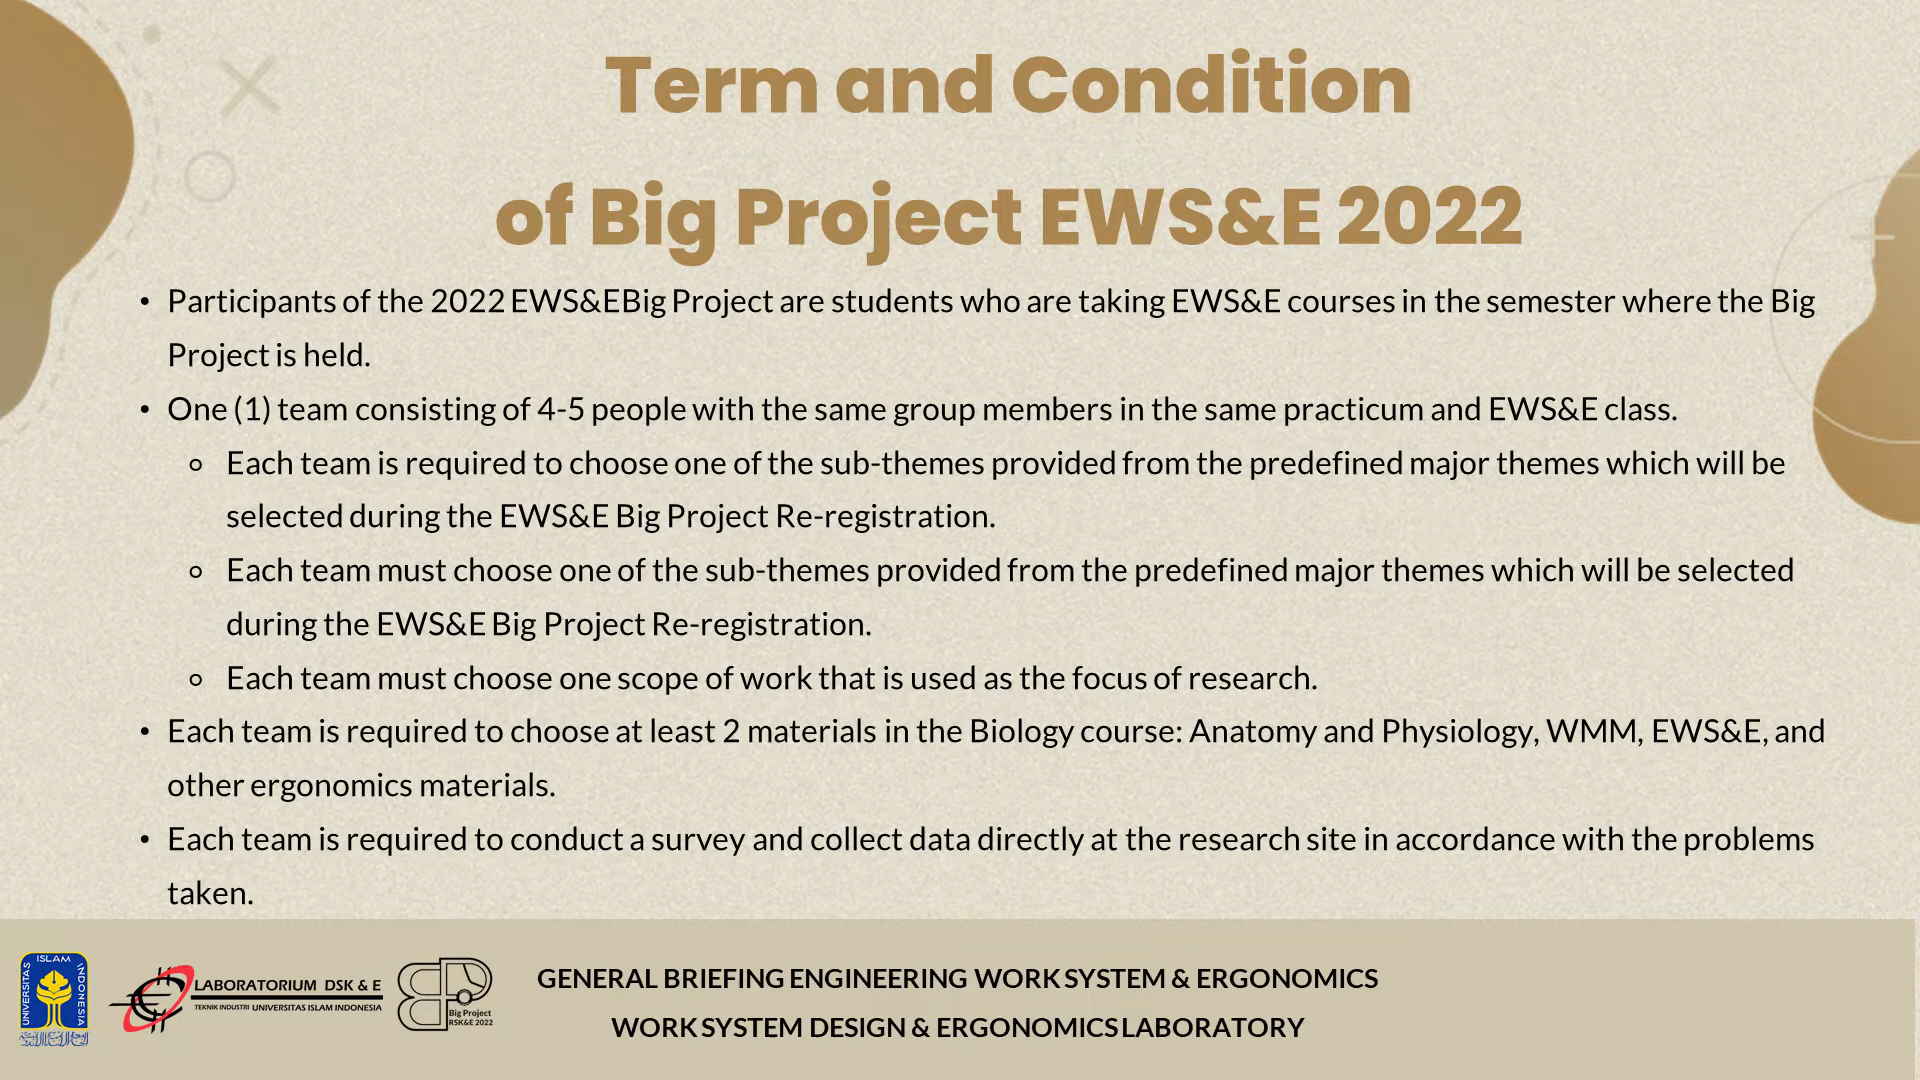 Term and Condition
of Big Project EWS&E 2022
• Participants of the 2022 EWS&EBig Project are students who are taking EWS&E courses in the semester where the Big
Project is held.
• One (1) team consisting of 4-5 people with the same group members in the same practicum and EWS&E class.
Each team is required to choose one of the sub-themes provided from the predefined major themes which will be
selected during the EWS&E Big Project Re-registration.
Each team must choose one of the sub-themes provided from the predefined major themes which will be selected
during the EWS&E Big Project Re-registration.
Each team must choose one scope of work that is used as the focus of research.
• Each team is required to choose at least 2 materials in the Biology course: Anatomy and Physiology, WMM, EWS&E, and
other ergonomics materials.
• Each team is required to conduct a survey and collect data directly at the research site in accordance with the problems
taken.
UNIVERSITAS ISLAM INDONESIA
LABORATORIUM DSK & E
TEKNIK INDUSTRI UNIVERSITAS ISLAM INDONESIA
Big Project
RSK&E 2022
GENERAL BRIEFING ENGINEERING WORK SYSTEM & ERGONOMICS
WORK SYSTEM DESIGN & ERGONOMICS LABORATORY